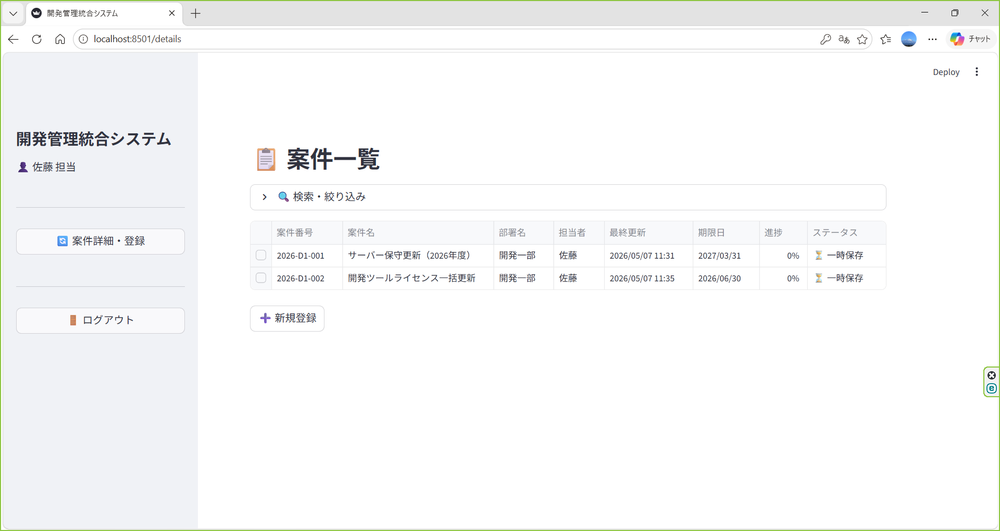 開発管理統合システム
localhost:8501/details
チャット
Deploy
開発管理統合システム
佐藤 担当
案件詳細・登録
ログアウト
案件一覧
検索・絞り込み
案件番号 案件名 部署名 担当者 最終更新 期限日 進捗 ステータス
2026-D1-001 サーバー保守更新（2026年度） 開発一部 佐藤 2026/05/07 11:31 2027/03/31 0% 一時保存
2026-D1-002 開発ツールライセンス一括更新 開発一部 佐藤 2026/05/07 11:35 2026/06/30 0% 一時保存
新規登録